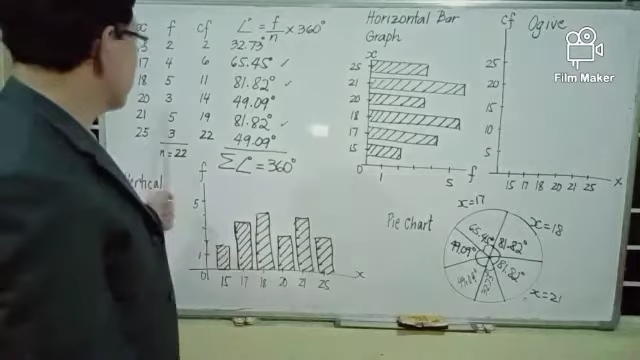 x f cf ∠° = f/n x 360°
15 2 2 32.73°
17 4 6 65.45° ✓
18 5 11 81.82° ✓
20 3 14 49.09°
21 5 19 81.82° ✓
25 3 22 49.09°
n = 22 Σ∠° = 360°
Vertical
f
5
1
0
15 17 18 20 21 25 x
Horizontal Bar
Graph
x
25
21
20
18
17
15
1 5 f
cf Ogive
25
20
15
10
5
15 17 18 20 21 25 x
Film Maker
Pie Chart
x=17
x=18
65.45° 81.82°
49.09° 81.82°
49.09°
x=21